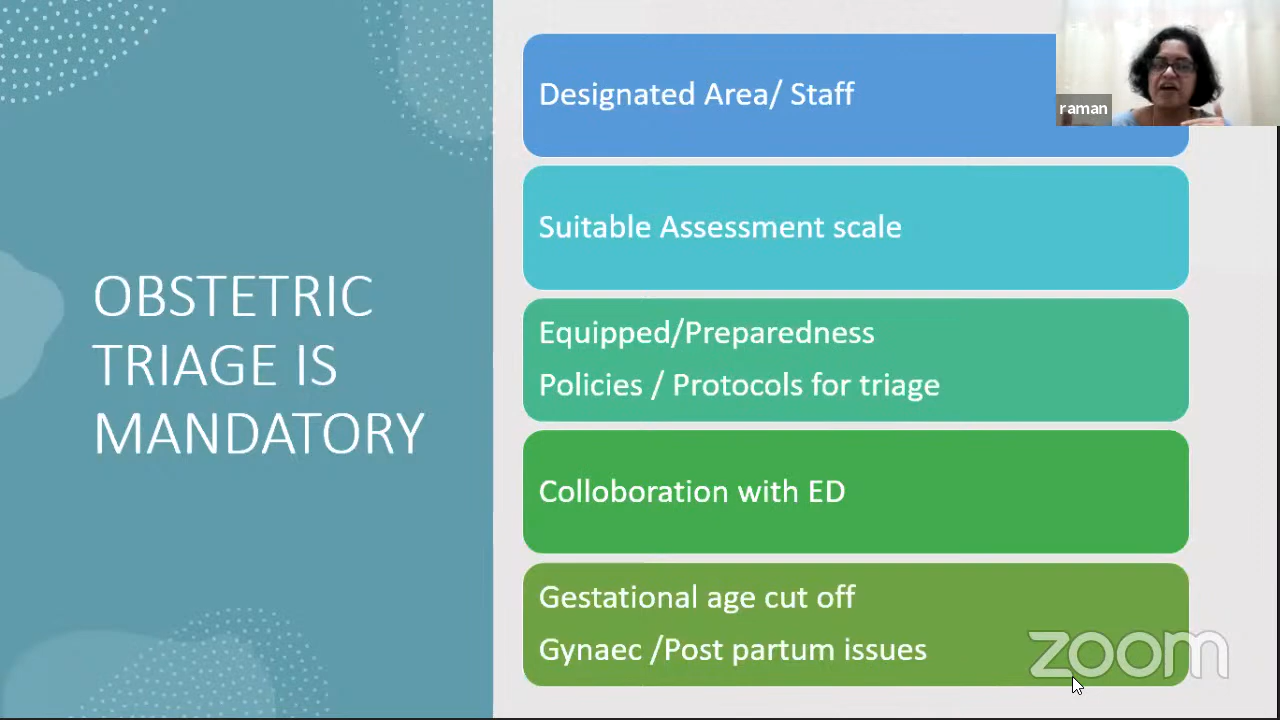 OBSTETRIC
TRIAGE IS
MANDATORY
Designated Area/ Staff
raman
Suitable Assessment scale
Equipped/Preparedness
Policies / Protocols for triage
Colloboration with ED
Gestational age cut off
Gynaec /Post partum issues
zoom